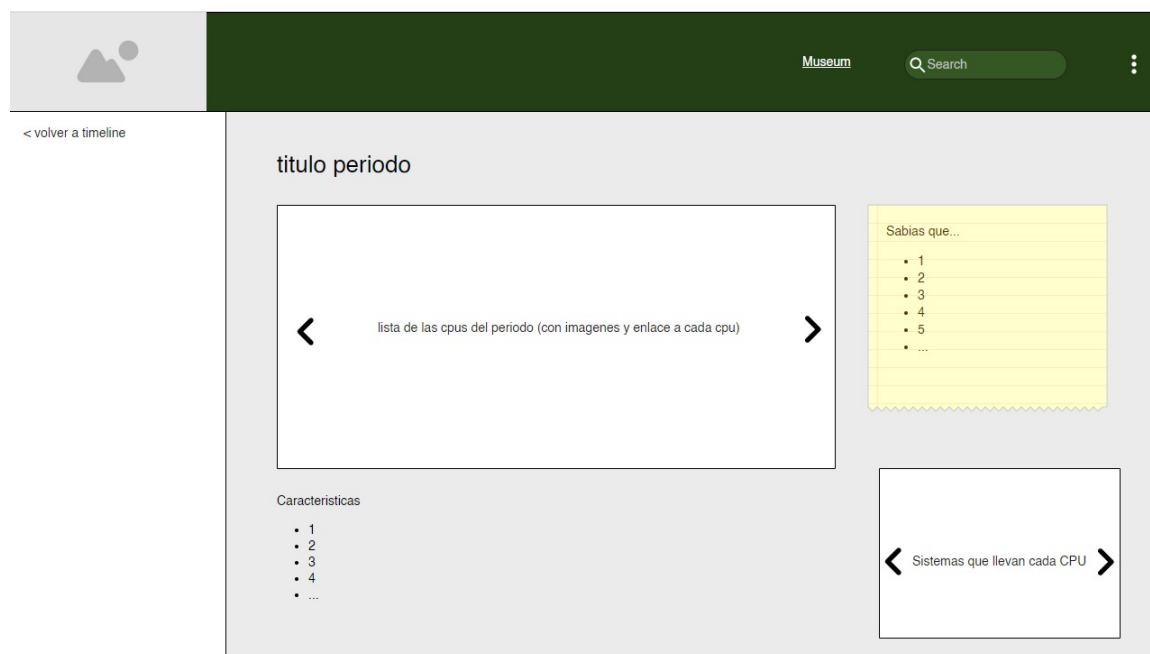 Museum
Search
< volver a timeline
titulo periodo
lista de las cpus del periodo (con imagenes y enlace a cada cpu)
Sabias que...
• 1
• 2
• 3
• 4
• 5
• ...
Caracteristicas
• 1
• 2
• 3
• 4
• ...
Sistemas que llevan cada CPU